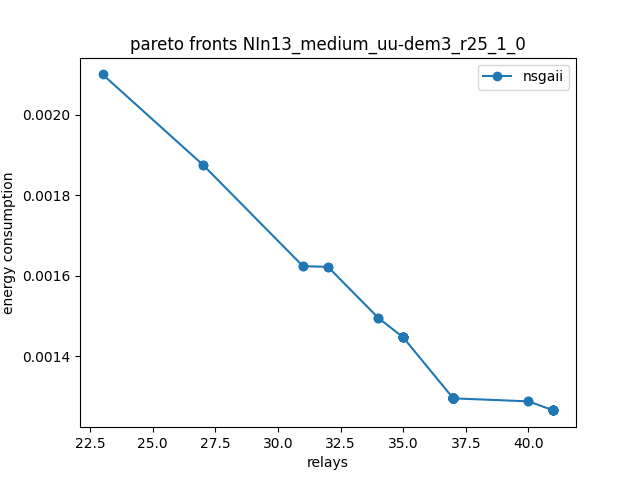 pareto fronts NIn13_medium_uu-dem3_r25_1_0
nsgaii
energy consumption
0.0020
0.0018
0.0016
0.0014
22.5 25.0 27.5 30.0 32.5 35.0 37.5 40.0
relays